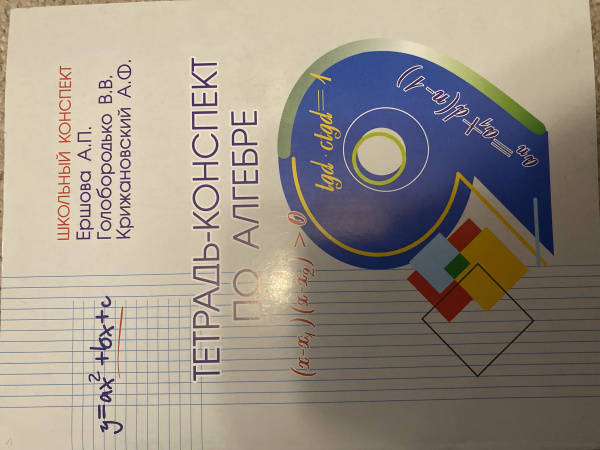 ШКОЛЬНЫЙ КОНСПЕКТ
Ершова А.П.
Голобородько В.В.
Крижановский А.Ф.
ТЕТРАДЬ-КОНСПЕКТ
ПО АЛГЕБРЕ
y=ax²+bx+c
(x-x₁)(x-x₂)>0
tgα·ctgα=1
aₙ=a₁+d(n-1)
9